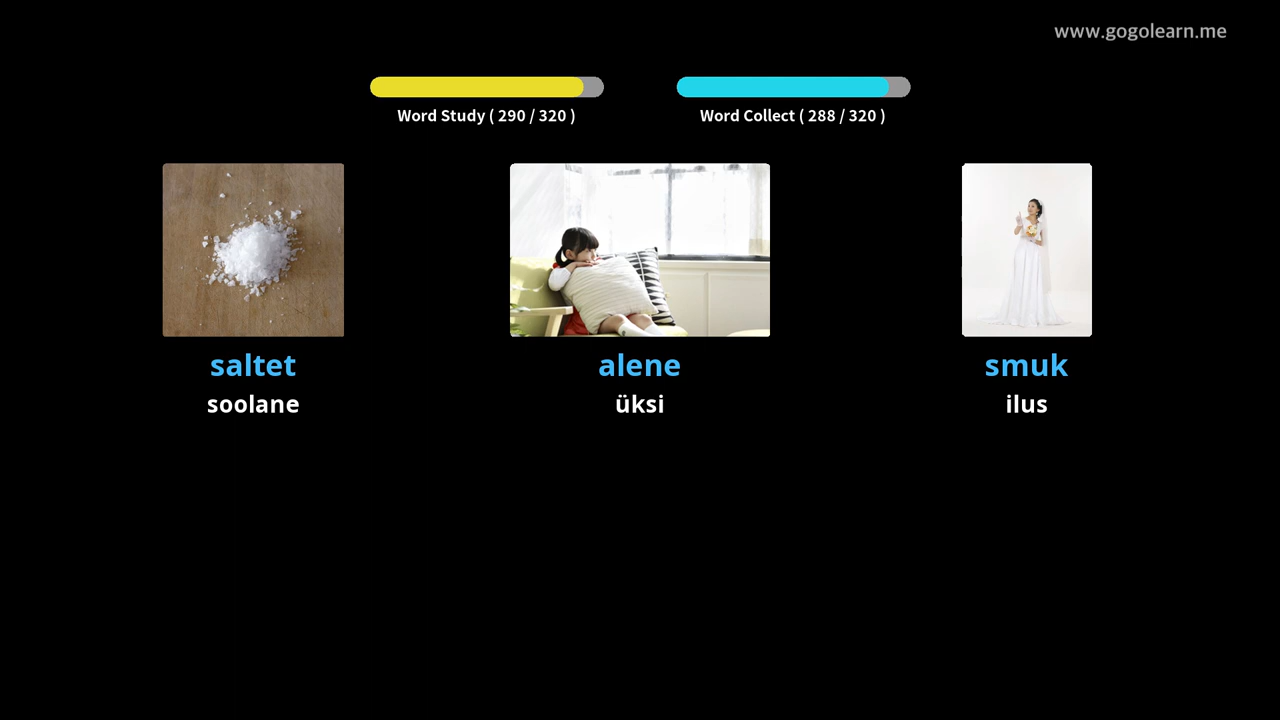 www.gogolearn.me
Word Study ( 290 / 320 )
Word Collect ( 288 / 320 )
saltet
soolane
alene
üksi
smuk
ilus